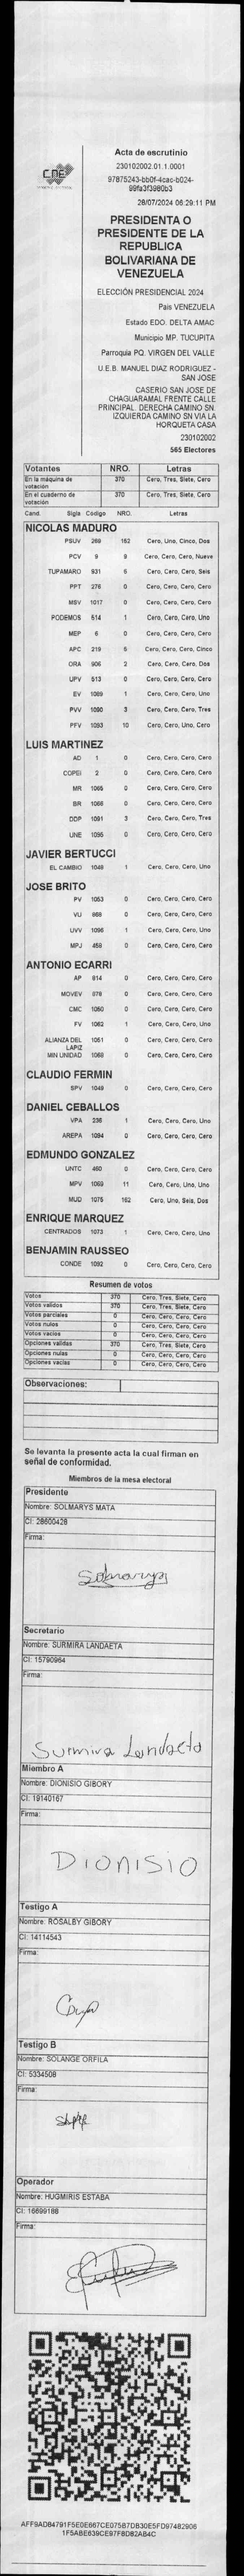 CNE
Acta de escrutinio
230102002.01.1.0001
97875243-bb0f-4cac-b024-
99fa3f3980b3
28/07/2024 06:29:11 PM
PRESIDENTA O
PRESIDENTE DE LA
REPUBLICA
BOLIVARIANA DE
VENEZUELA
ELECCIÓN PRESIDENCIAL 2024
Pais VENEZUELA
Estado EDO. DELTA AMAC
Municipio MP. TUCUPITA
Parroquia PQ. VIRGEN DEL VALLE
U.E.B. MANUEL DIAZ RODRIGUEZ -
SAN JOSE
CASERIO SAN JOSE DE
CHAGUARAMAL FRENTE CALLE
PRINCIPAL. DERECHA CAMINO SN.
IZQUIERDA CAMINO SN VIA LA
HORQUETA CASA
230102002
565 Electores
Votantes NRO. Letras
En la máquina de votación 370 Cero, Tres, Siete, Cero
En el cuaderno de votación 370 Cero, Tres, Siete, Cero
Cand. Sigla Codigo NRO. Letras
NICOLAS MADURO
PSUV 269 152 Cero, Uno, Cinco, Dos
PCV 9 9 Cero, Cero, Cero, Nueve
TUPAMARO 931 6 Cero, Cero, Cero, Seis
PPT 276 0 Cero, Cero, Cero, Cero
MSV 1017 0 Cero, Cero, Cero, Cero
PODEMOS 514 1 Cero, Cero, Cero, Uno
MEP 6 0 Cero, Cero, Cero, Cero
APC 219 5 Cero, Cero, Cero, Cinco
ORA 906 2 Cero, Cero, Cero, Dos
UPV 513 0 Cero, Cero, Cero, Cero
EV 1089 1 Cero, Cero, Cero, Uno
PVV 1090 3 Cero, Cero, Cero, Tres
PFV 1093 10 Cero, Cero, Uno, Cero
LUIS MARTINEZ
AD 1 0 Cero, Cero, Cero, Cero
COPEI 2 0 Cero, Cero, Cero, Cero
MR 1065 0 Cero, Cero, Cero, Cero
BR 1066 0 Cero, Cero, Cero, Cero
DDP 1091 3 Cero, Cero, Cero, Tres
UNE 1095 0 Cero, Cero, Cero, Cero
JAVIER BERTUCCI
EL CAMBIO 1049 1 Cero, Cero, Cero, Uno
JOSE BRITO
PV 1053 0 Cero, Cero, Cero, Cero
VU 868 0 Cero, Cero, Cero, Cero
UVV 1096 1 Cero, Cero, Cero, Uno
MPJ 459 0 Cero, Cero, Cero, Cero
ANTONIO ECARRI
AP 814 0 Cero, Cero, Cero, Cero
MOVEV 878 0 Cero, Cero, Cero, Cero
CMC 1050 0 Cero, Cero, Cero, Cero
FV 1062 1 Cero, Cero, Cero, Uno
ALIANZA DEL LAPIZ 1051 0 Cero, Cero, Cero, Cero
MIN UNIDAD 1069 0 Cero, Cero, Cero, Cero
CLAUDIO FERMIN
SPV 1049 0 Cero, Cero, Cero, Cero
DANIEL CEBALLOS
VPA 236 1 Cero, Cero, Cero, Uno
AREPA 1094 0 Cero, Cero, Cero, Cero
EDMUNDO GONZALEZ
UNTC 460 0 Cero, Cero, Cero, Cero
MPV 1069 11 Cero, Cero, Uno, Uno
MUD 1075 162 Cero, Uno, Seis, Dos
ENRIQUE MARQUEZ
CENTRADOS 1073 1 Cero, Cero, Cero, Uno
BENJAMIN RAUSSEO
CONDE 1092 0 Cero, Cero, Cero, Cero
Resumen de votos
Votos 370 Cero, Tres, Siete, Cero
Votos validos 370 Cero, Tres, Siete, Cero
Votos parciales 0 Cero, Cero, Cero, Cero
Votos nulos 0 Cero, Cero, Cero, Cero
Votos vacios 0 Cero, Cero, Cero, Cero
Opciones validas 370 Cero, Tres, Siete, Cero
Opciones nulas 0 Cero, Cero, Cero, Cero
Opciones vacias 0 Cero, Cero, Cero, Cero
Observaciones:
Se levanta la presente acta la cual firman en
señal de conformidad.
Miembros de la mesa electoral
Presidente
Nombre: SOLMARYS MATA
CI: 28600428
Firma:
Solmarys
Secretario
Nombre: SURMIRA LANDAETA
CI: 15790964
Firma:
Surmira Landaeta
Miembro A
Nombre: DIONISIO GIBORY
CI: 19140167
Firma:
DIONISIO
Testigo A
Nombre: ROSALBY GIBORY
CI: 14114543
Firma:
Testigo B
Nombre: SOLANGE ORFILA
CI: 5334508
Firma:
Operador
Nombre: HUGMIRIS ESTABA
CI: 16699188
Firma:
AFF9AD84791F5E0E667CE075B7DB30E5FD97482906
1F5ABE639CE97FBD82AB4C